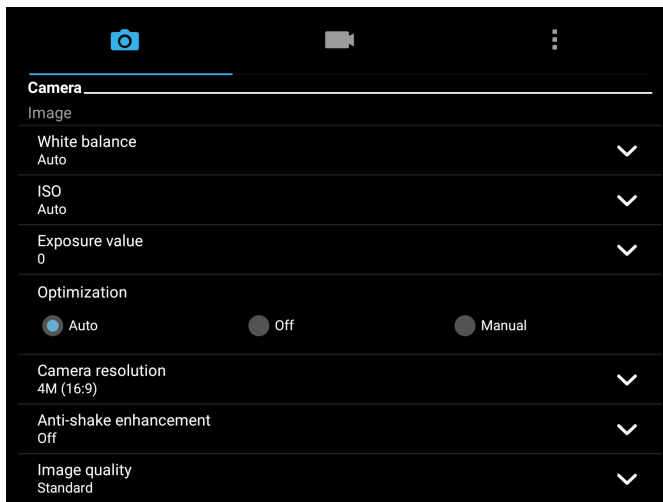 Camera
Image
White balance
Auto
ISO
Auto
Exposure value
0
Optimization
Auto Off Manual
Camera resolution
4M (16:9)
Anti-shake enhancement
Off
Image quality
Standard